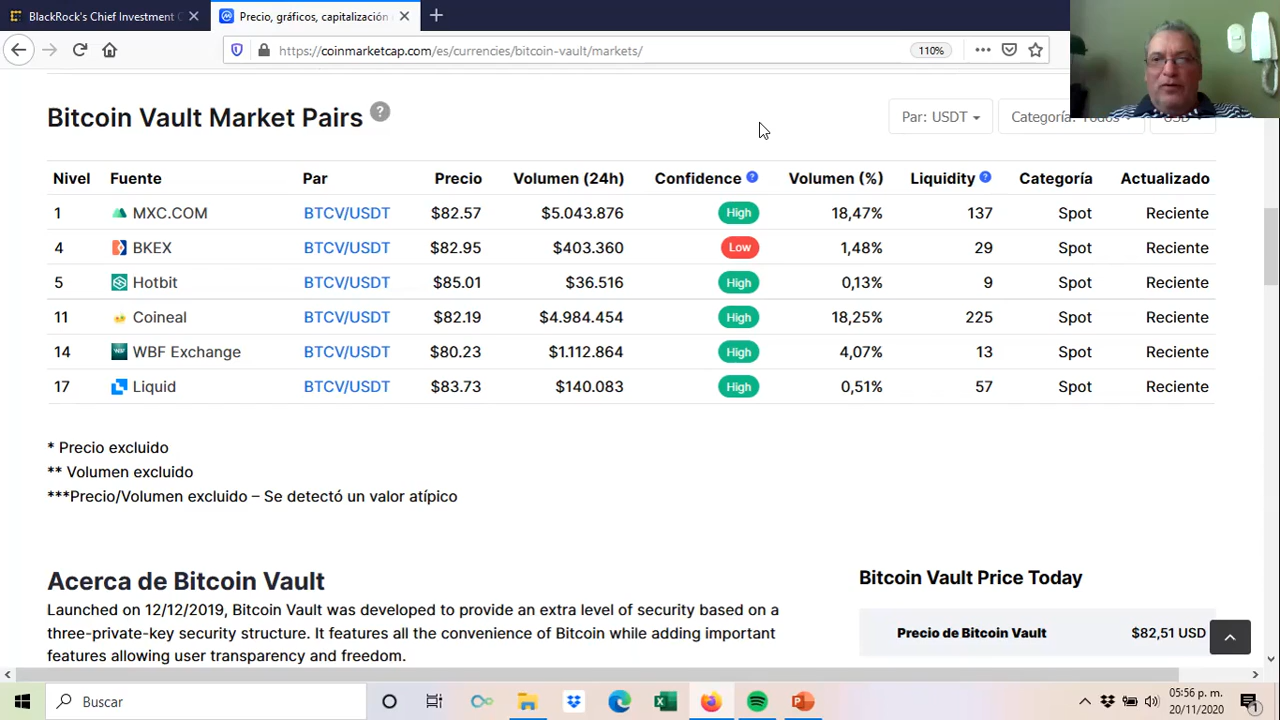 BlackRock's Chief Investment O
Precio, gráficos, capitalización
https://coinmarketcap.com/es/currencies/bitcoin-vault/markets/
110%
Bitcoin Vault Market Pairs ?
Par: USDT
Categoría: Todos
USD
Nivel Fuente Par Precio Volumen (24h) Confidence ? Volumen (%) Liquidity ? Categoría Actualizado
1 MXC.COM BTCV/USDT $82.57 $5.043.876 High 18,47% 137 Spot Reciente
4 BKEX BTCV/USDT $82.95 $403.360 Low 1,48% 29 Spot Reciente
5 Hotbit BTCV/USDT $85.01 $36.516 High 0,13% 9 Spot Reciente
11 Coineal BTCV/USDT $82.19 $4.984.454 High 18,25% 225 Spot Reciente
14 WBF Exchange BTCV/USDT $80.23 $1.112.864 High 4,07% 13 Spot Reciente
17 Liquid BTCV/USDT $83.73 $140.083 High 0,51% 57 Spot Reciente
* Precio excluido
** Volumen excluido
***Precio/Volumen excluido – Se detectó un valor atípico
Acerca de Bitcoin Vault
Launched on 12/12/2019, Bitcoin Vault was developed to provide an extra level of security based on a
three-private-key security structure. It features all the convenience of Bitcoin while adding important
features allowing user transparency and freedom.
Bitcoin Vault Price Today
Precio de Bitcoin Vault $82,51 USD
Buscar
05:56 p. m.
20/11/2020
1